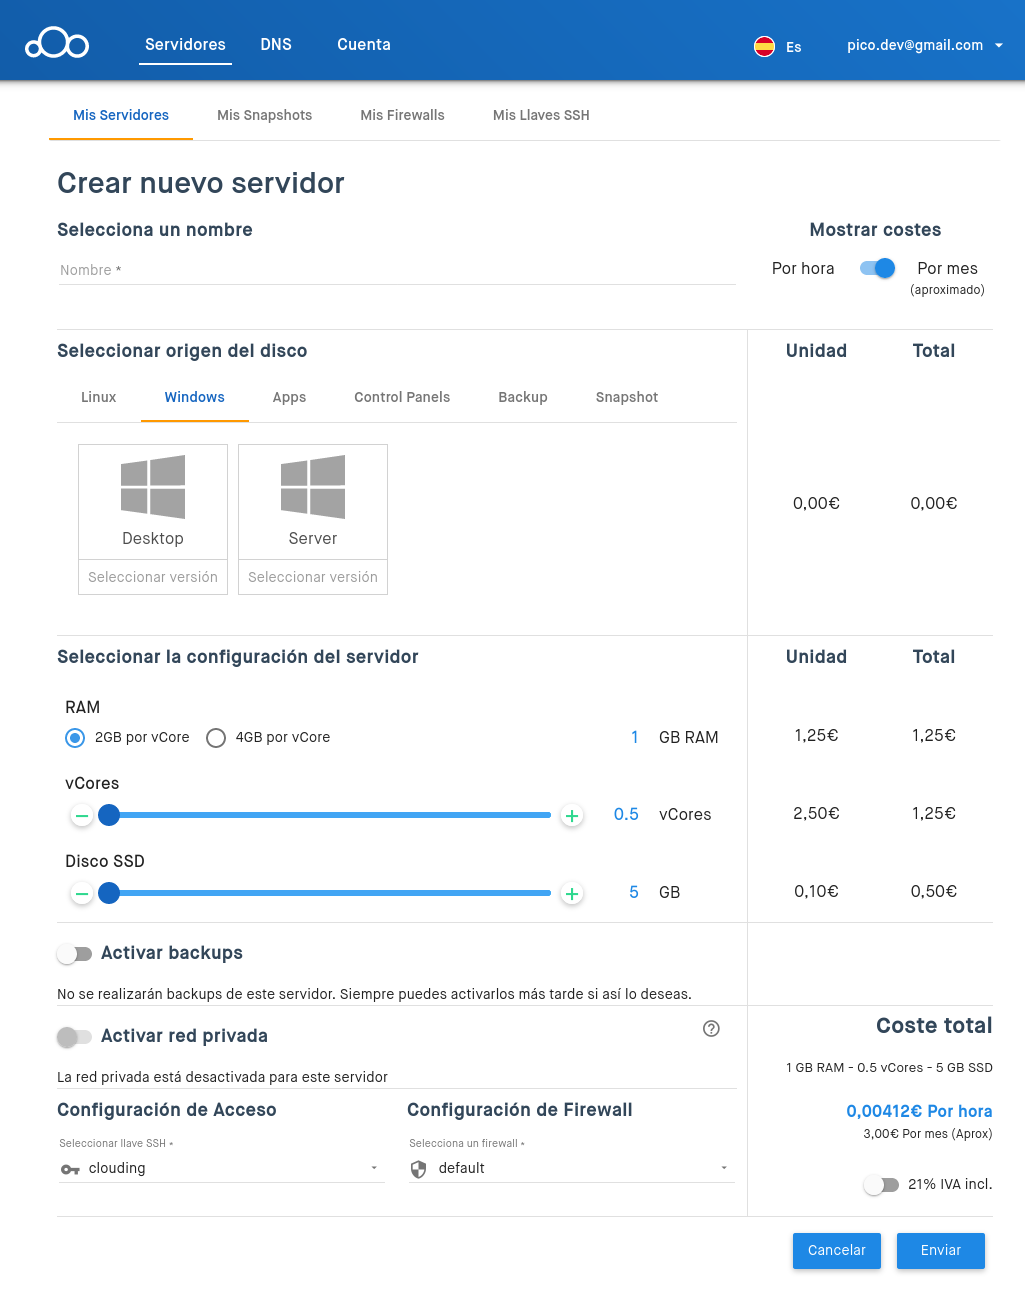 Servidores DNS Cuenta Es pico.dev@gmail.com
Mis Servidores Mis Snapshots Mis Firewalls Mis Llaves SSH
Crear nuevo servidor
Selecciona un nombre Mostrar costes
Nombre * Por hora Por mes
(aproximado)
Seleccionar origen del disco Unidad Total
Linux Windows Apps Control Panels Backup Snapshot
0,00€ 0,00€
Desktop Server
Seleccionar versión Seleccionar versión
Seleccionar la configuración del servidor Unidad Total
RAM
2GB por vCore 4GB por vCore 1 GB RAM 1,25€ 1,25€
vCores
0.5 vCores 2,50€ 1,25€
Disco SSD
5 GB 0,10€ 0,50€
Activar backups
No se realizarán backups de este servidor. Siempre puedes activarlos más tarde si así lo deseas.
Activar red privada Coste total
La red privada está desactivada para este servidor 1 GB RAM - 0.5 vCores - 5 GB SSD
Configuración de Acceso Configuración de Firewall 0,00412€ Por hora
Seleccionar llave SSH * Selecciona un firewall * 3,00€ Por mes (Aprox)
clouding default
21% IVA incl.
Cancelar Enviar